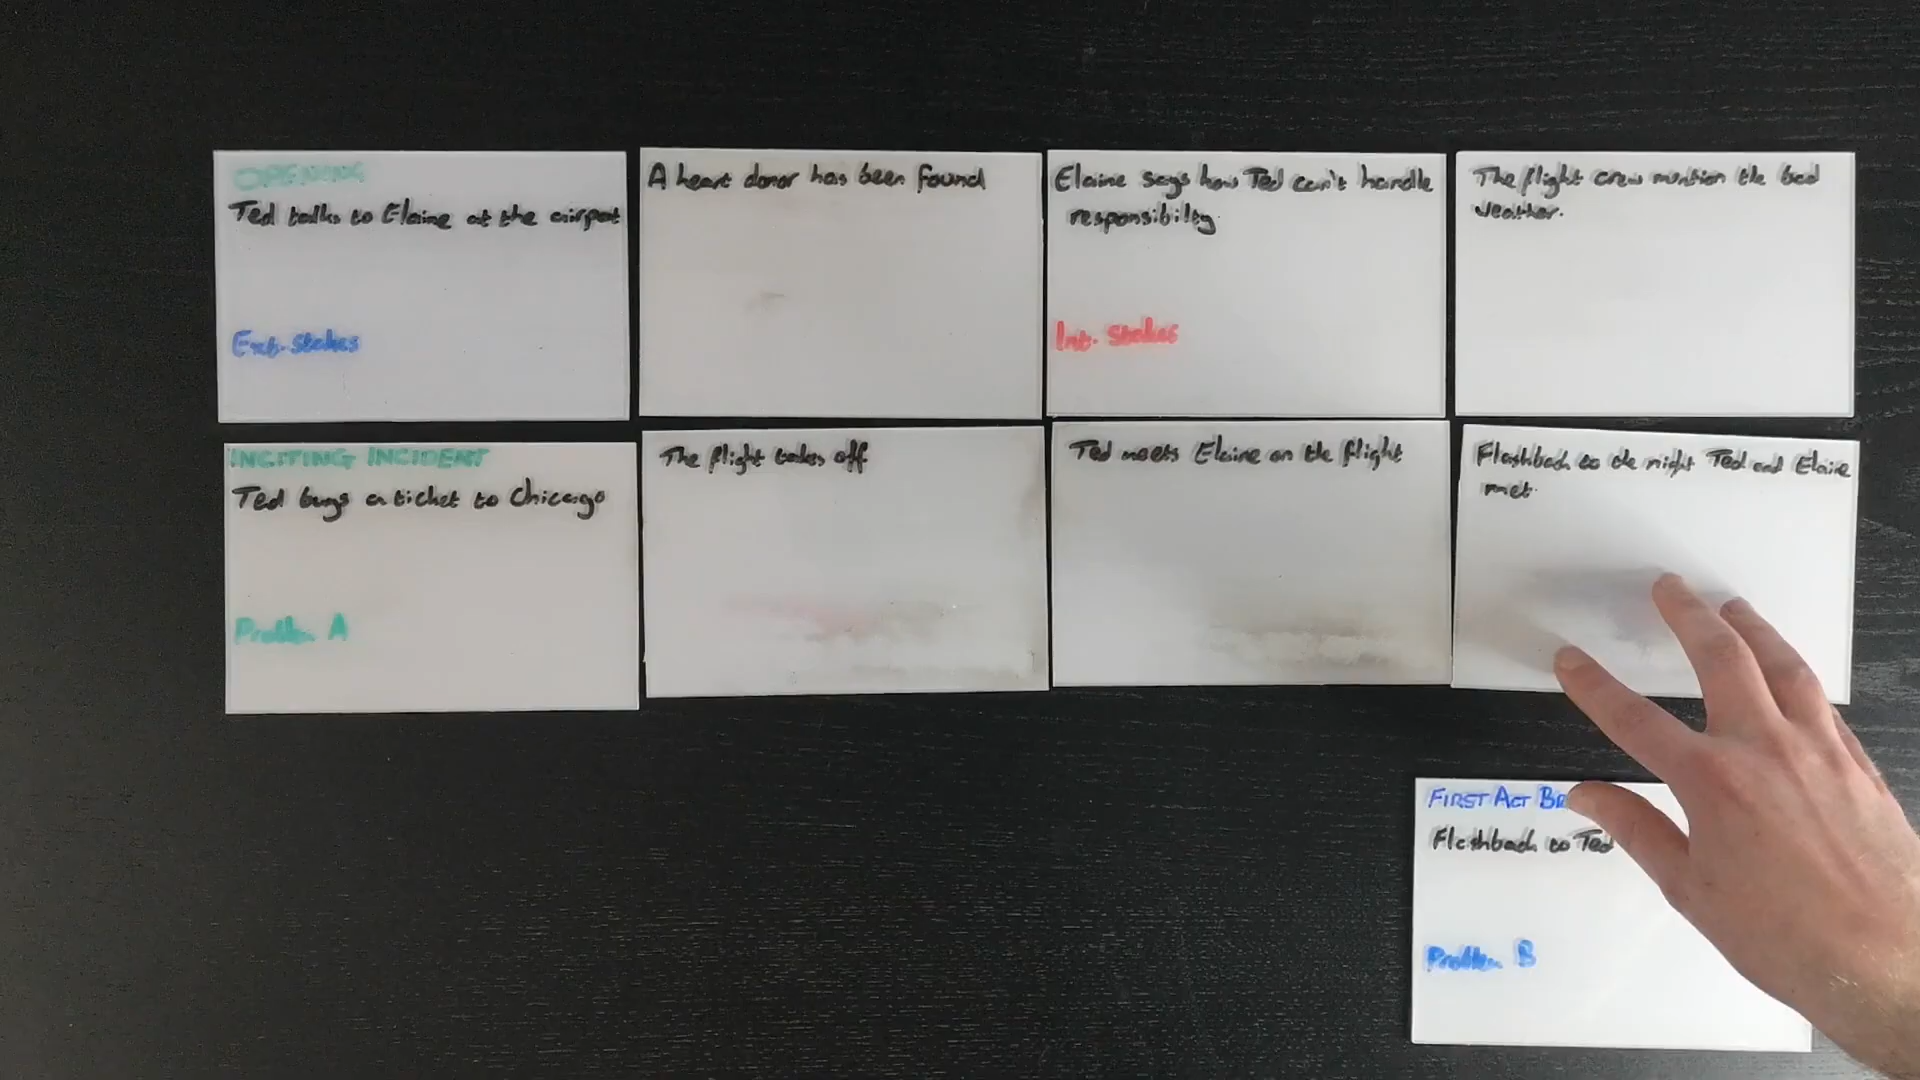 OPENING
Ted talks to Elaine at the airport
Ext. Stakes
A heart donor has been found
Elaine says how Ted can't handle
responsibility.
Int. Stakes
The flight crew mention the bad
weather.
INCITING INCIDENT
Ted buys a ticket to Chicago
Problem A
The flight takes off
Ted meets Elaine on the flight
Flashback to the night Ted and Elaine
met.
FIRST ACT
Flashback to Ted
Problem B